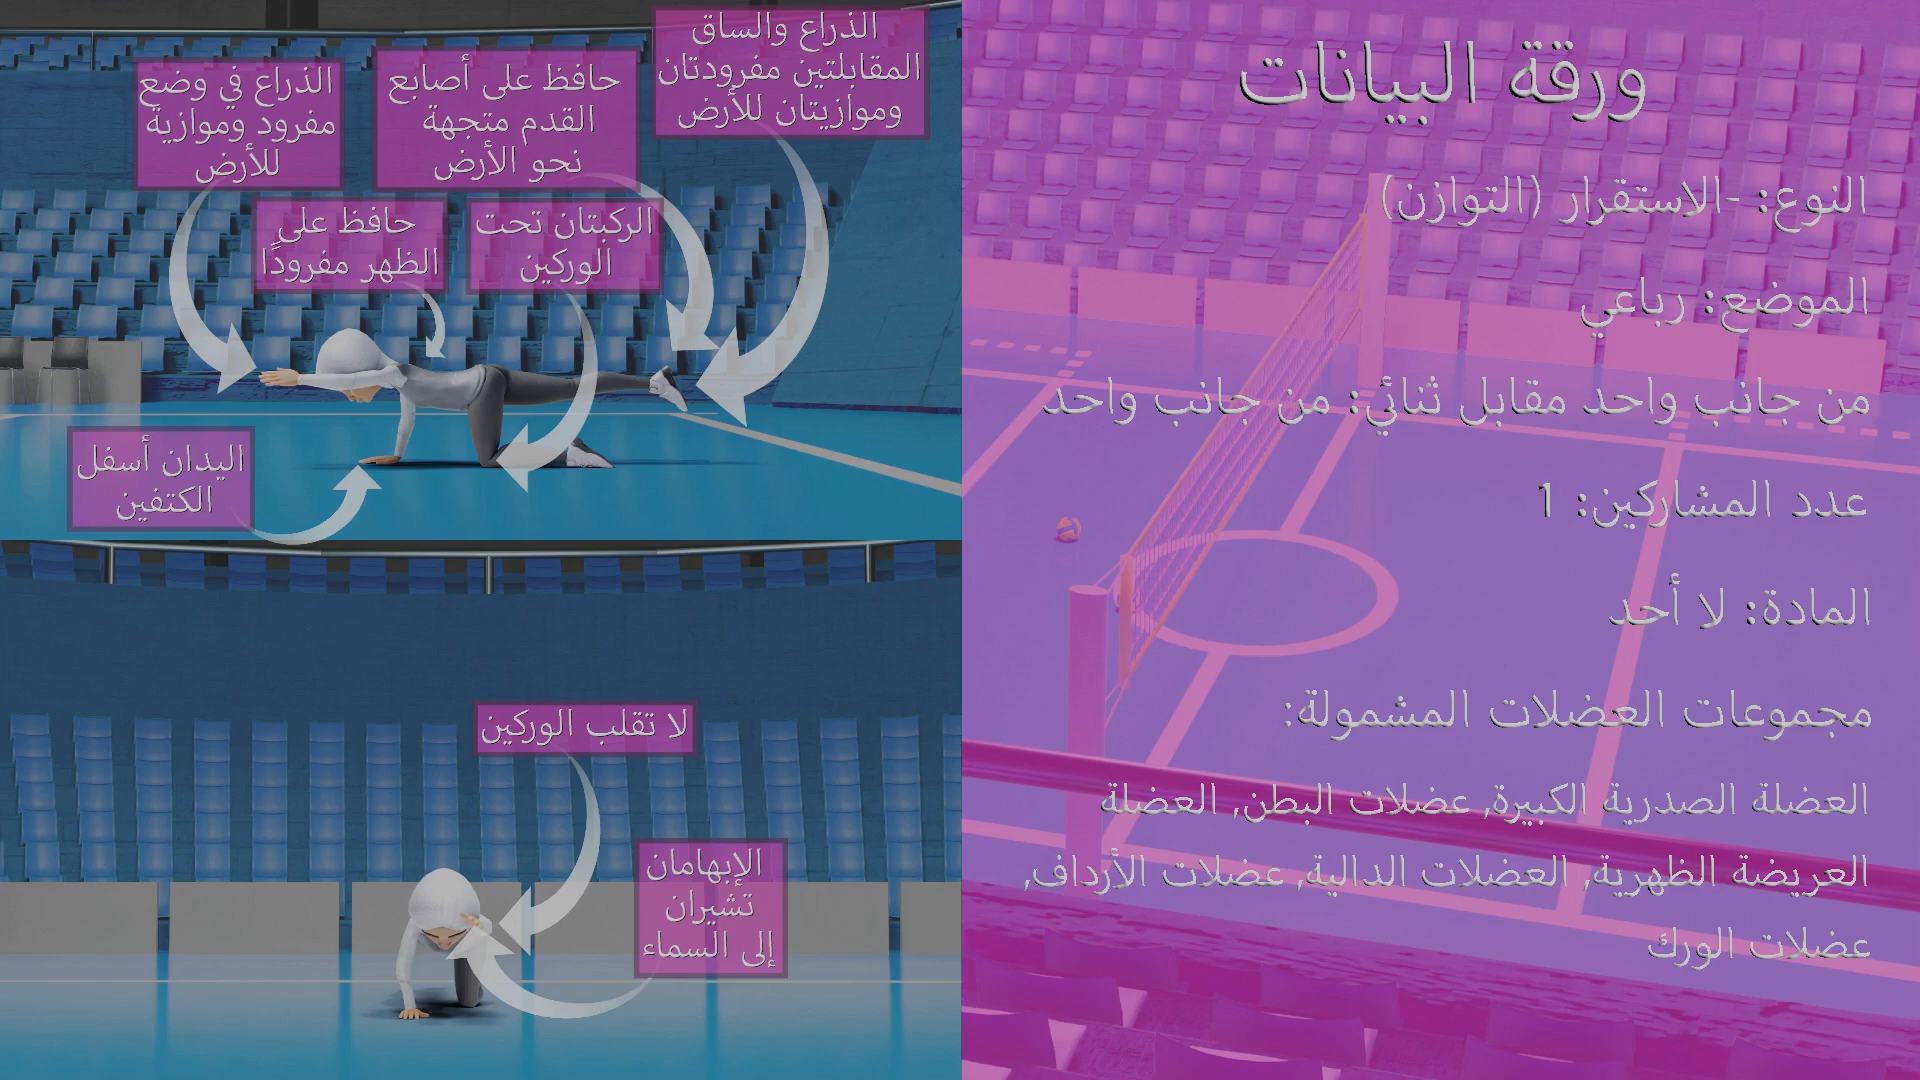 الذراع والساق
المقابلتين مفرودتان
وموازيتان للأرض
حافظ على أصابع
القدم متجهة
نحو الأرض
الذراع في وضع
مفرود وموازية
للأرض
الركبتان تحت
الوركين
حافظ على
الظهر مفرودًا
اليدان أسفل
الكتفين
لا تقلب الوركين
الإبهامان
تشيران
إلى السماء
ورقة البيانات
النوع: -الاستقرار (التوازن)
الموضع: رباعي
من جانب واحد مقابل ثنائي: من جانب واحد
عدد المشاركين: 1
المادة: لا أحد
مجموعات العضلات المشمولة:
العضلة الصدرية الكبيرة, عضلات البطن, العضلة
العريضة الظهرية, العضلات الدالية, عضلات الأرداف,
عضلات الورك